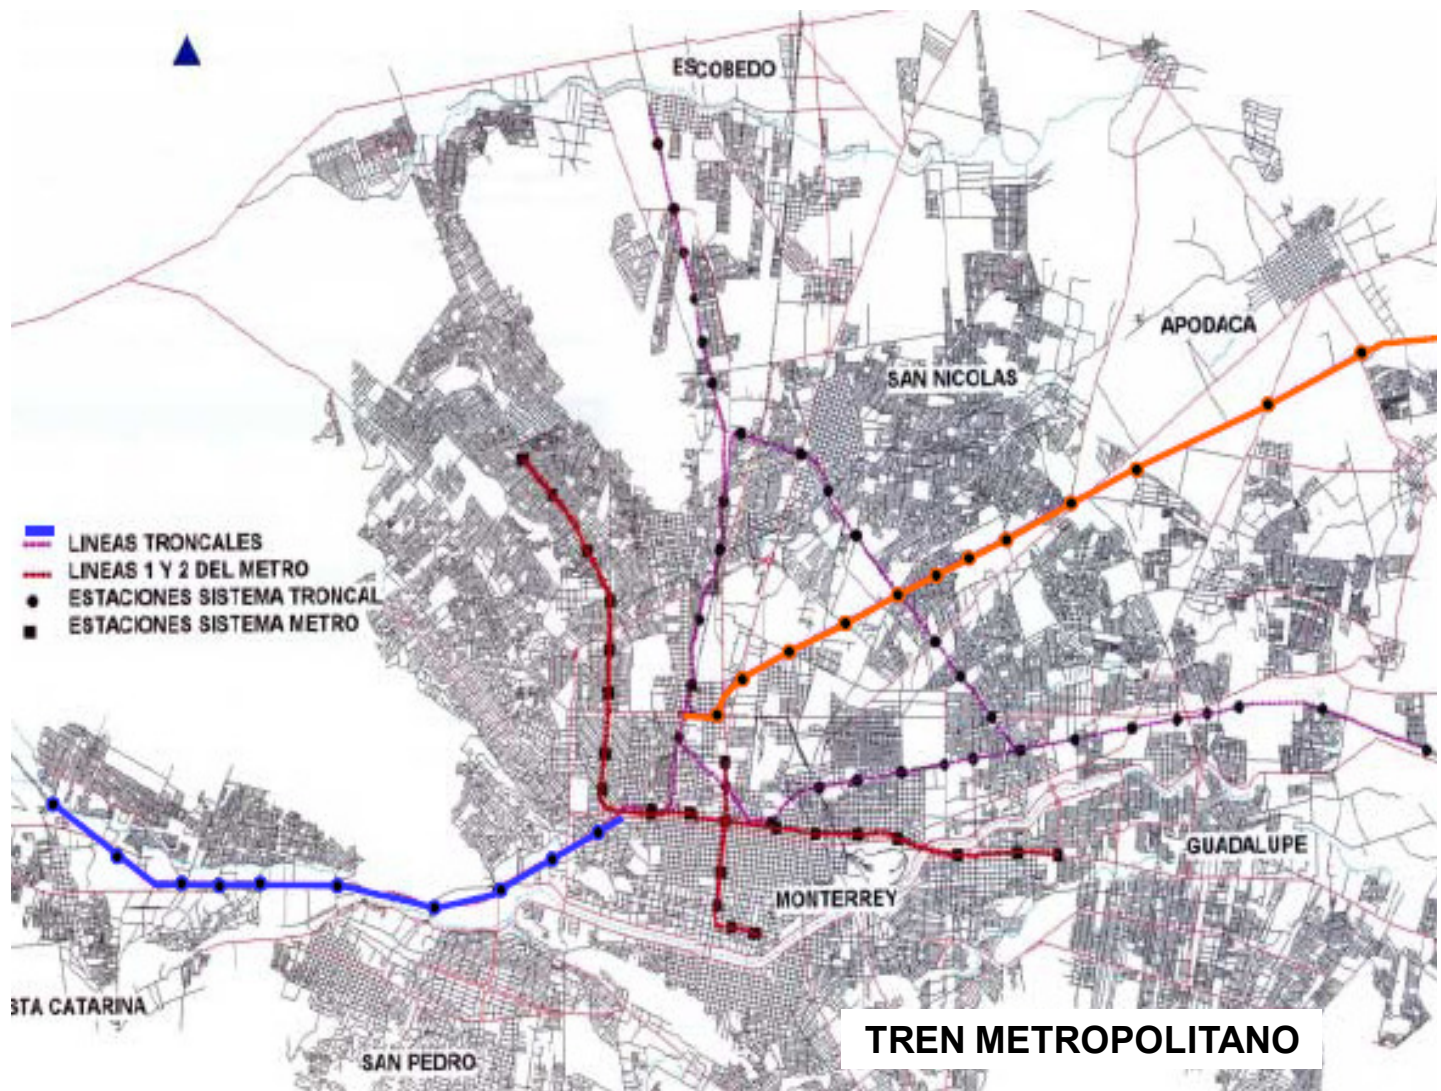 ESCOBEDO
APODACA
SAN NICOLAS
LINEAS TRONCALES
LINEAS 1 Y 2 DEL METRO
ESTACIONES SISTEMA TRONCAL
ESTACIONES SISTEMA METRO
GUADALUPE
MONTERREY
STA CATARINA
SAN PEDRO
TREN METROPOLITANO